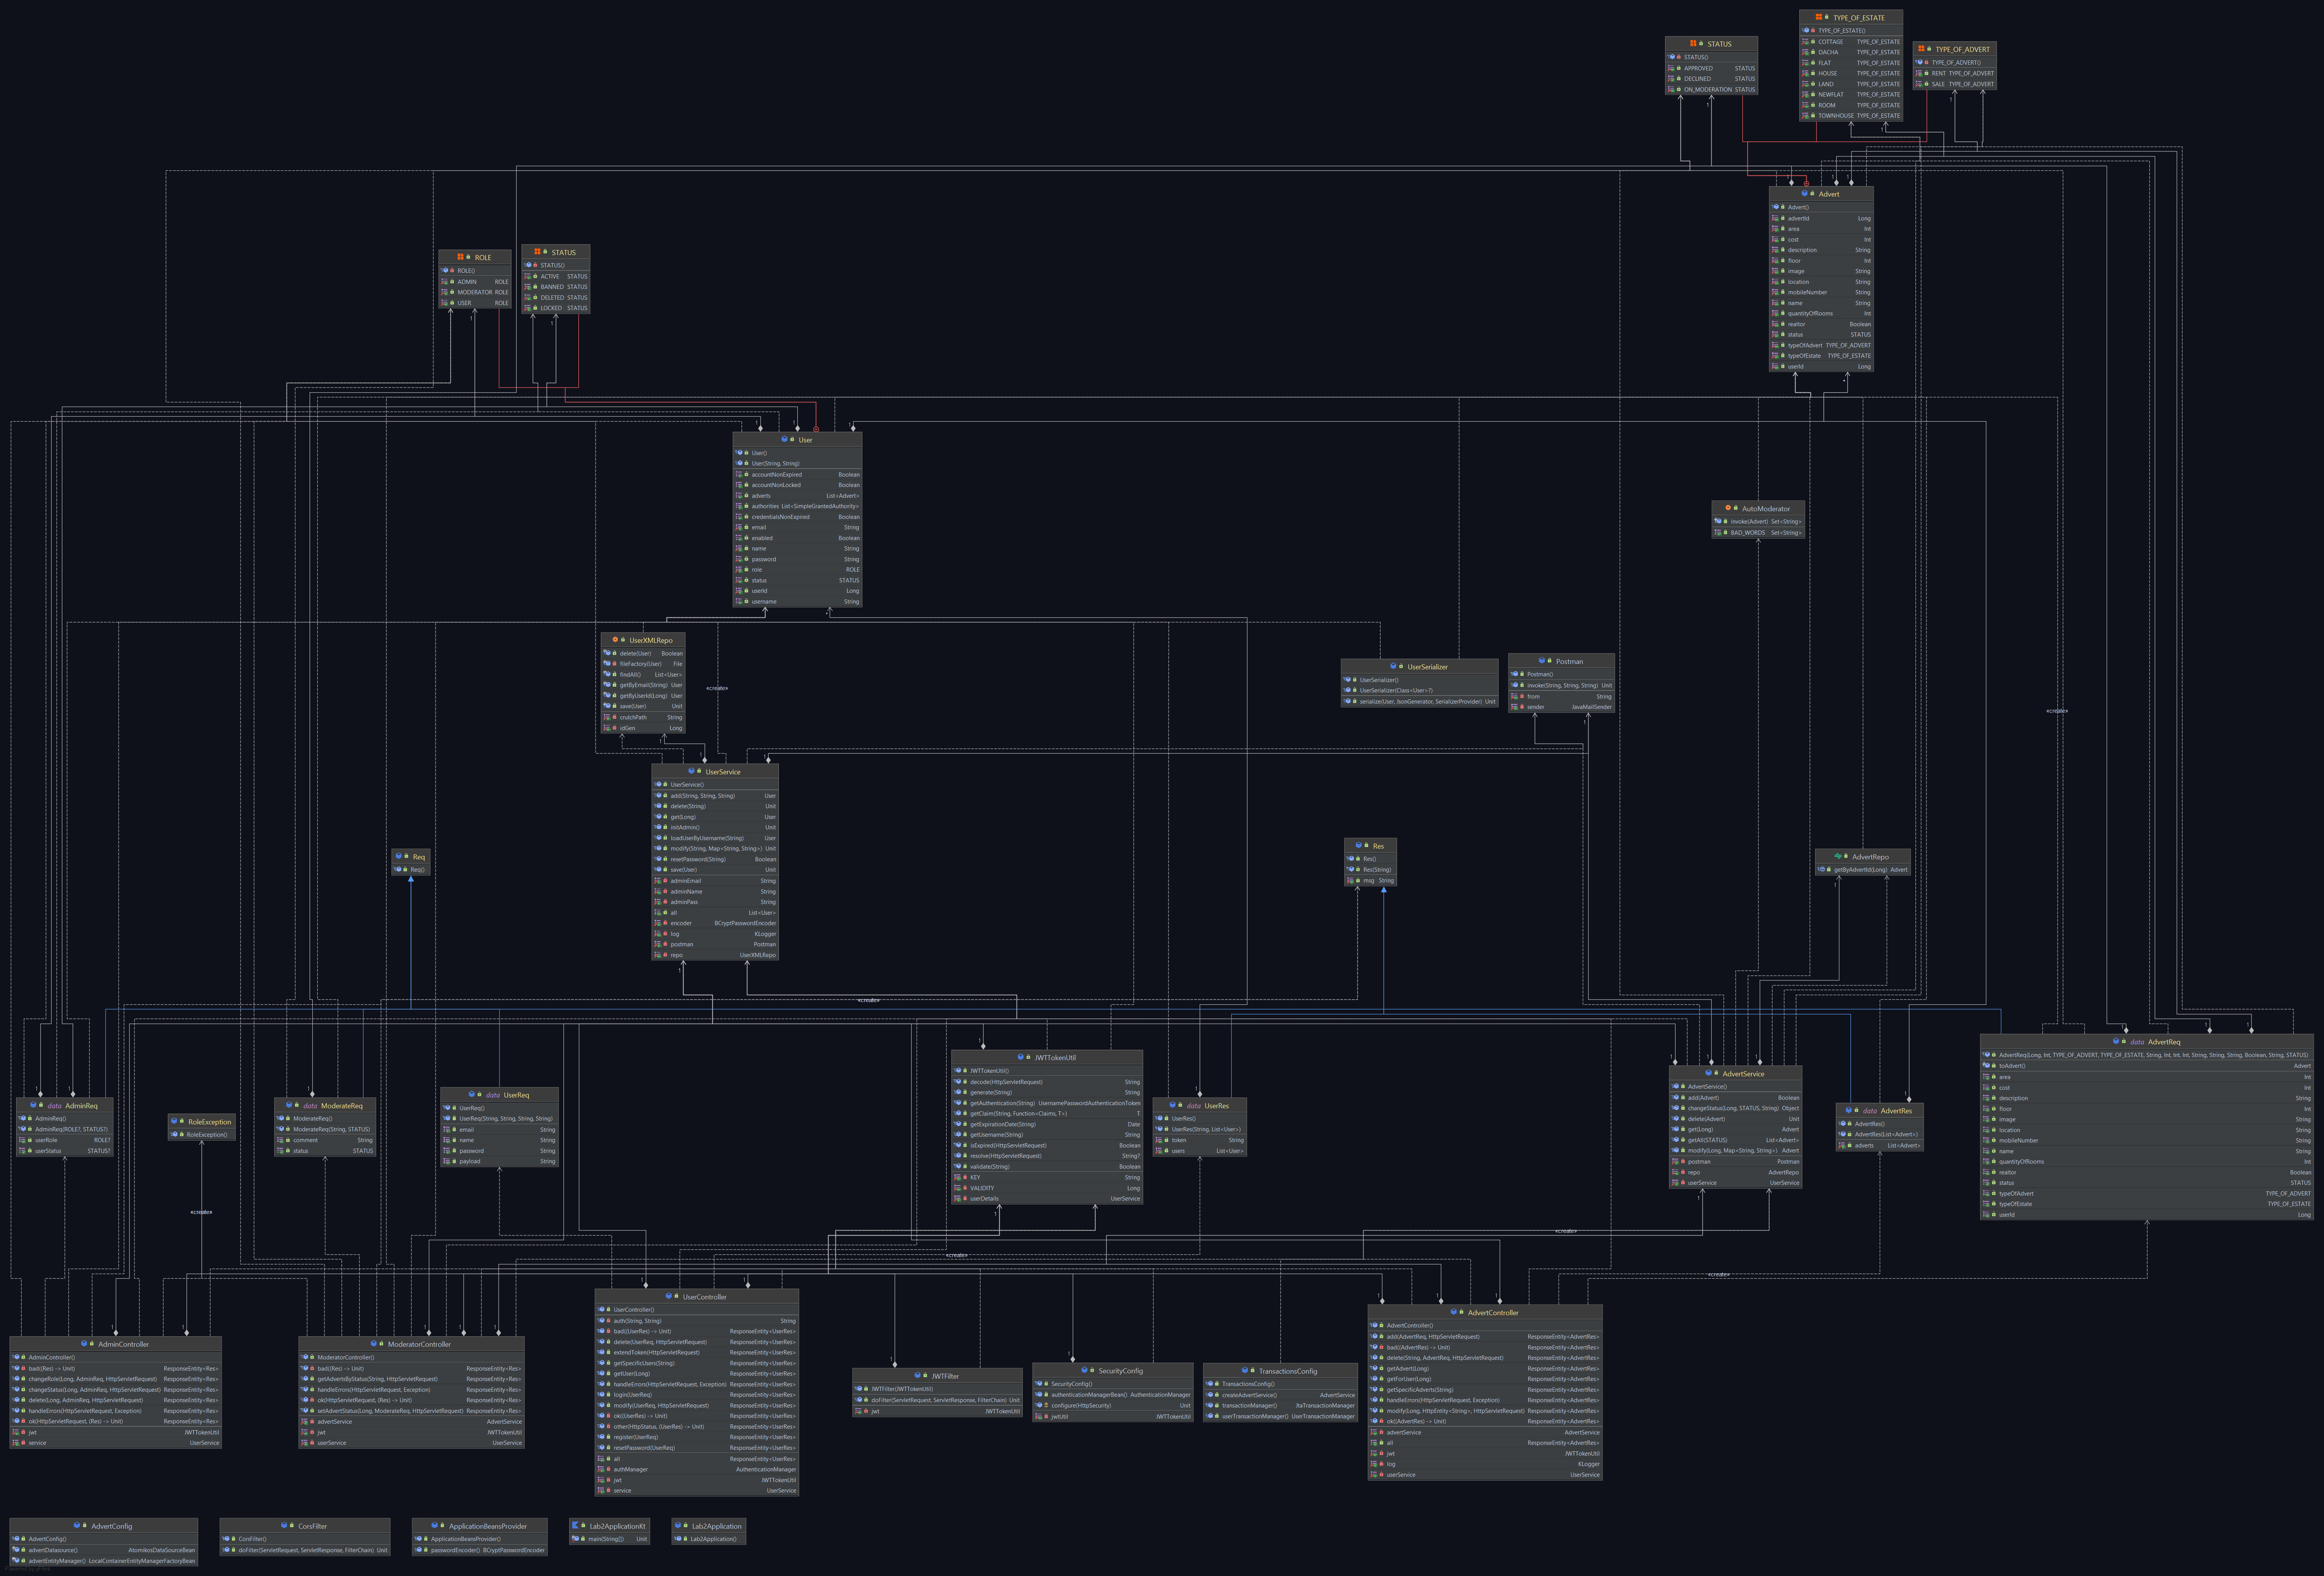 TYPE_OF_ESTATE
TYPE_OF_ESTATE()
COTTAGE TYPE_OF_ESTATE
DACHA TYPE_OF_ESTATE
FLAT TYPE_OF_ESTATE
HOUSE TYPE_OF_ESTATE
LAND TYPE_OF_ESTATE
NEWFLAT TYPE_OF_ESTATE
ROOM TYPE_OF_ESTATE
TOWNHOUSE TYPE_OF_ESTATE
STATUS
STATUS()
APPROVED STATUS
DECLINED STATUS
ON_MODERATION STATUS
TYPE_OF_ADVERT
TYPE_OF_ADVERT()
RENT TYPE_OF_ADVERT
SALE TYPE_OF_ADVERT
Advert
Advert()
advertId Long
area Int
cost Int
description String
floor Int
image String
location String
mobileNumber String
name String
quantityOfRooms Int
realtor Boolean
status STATUS
typeOfAdvert TYPE_OF_ADVERT
typeOfEstate TYPE_OF_ESTATE
userId Long
ROLE
ROLE()
ADMIN ROLE
MODERATOR ROLE
USER ROLE
STATUS
STATUS()
ACTIVE STATUS
BANNED STATUS
DELETED STATUS
LOCKED STATUS
User
User()
User(String, String)
accountNonExpired Boolean
accountNonLocked Boolean
adverts List<Advert>
authorities List<SimpleGrantedAuthority>
credentialsNonExpired Boolean
email String
enabled Boolean
name String
password String
role ROLE
status STATUS
userId Long
username String
AutoModerator
invoke(Advert) Set<String>
BAD_WORDS Set<String>
UserXMLRepo
delete(User) Boolean
fileFactory(User) File
findAll() List<User>
getByEmail(String) User
getByUserId(Long) User
save(User) Unit
crutchPath String
idGen Long
«create»
UserSerializer
UserSerializer()
UserSerializer(Class<User>?)
serialize(User, JsonGenerator, SerializerProvider) Unit
Postman
Postman()
invoke(String, String, String) Unit
from String
sender JavaMailSender
«create»
UserService
UserService()
add(String, String, String) User
delete(String) Unit
get(Long) User
initAdmin() Unit
loadUserByUsername(String) User
modify(String, Map<String, String>) Unit
resetPassword(String) Boolean
save(User) Unit
adminEmail String
adminName String
adminPass String
all List<User>
encoder BCryptPasswordEncoder
log KLogger
postman Postman
repo UserXMLRepo
Req
Req()
Res
Res()
Res(String)
msg String
AdvertRepo
getByAdvertId(Long) Advert
«create»
data AdminReq
AdminReq()
AdminReq(ROLE?, STATUS?)
userRole ROLE?
userStatus STATUS?
RoleException
RoleException()
«create»
data ModerateReq
ModerateReq()
ModerateReq(String, STATUS)
comment String
status STATUS
data UserReq
UserReq()
UserReq(String, String, String, String)
email String
name String
password String
payload String
JWTTokenUtil
JWTTokenUtil()
decode(HttpServletRequest) String
generate(String) String
getAuthentication(String) UsernamePasswordAuthenticationToken
getClaim(String, Function<Claims, T>) T
getExpirationDate(String) Date
getUsername(String) String
isExpired(HttpServletRequest) Boolean
resolve(HttpServletRequest) String?
validate(String) Boolean
KEY String
VALIDITY Long
userDetails UserService
data UserRes
UserRes()
UserRes(String, List<User>)
token String
users List<User>
AdvertService
AdvertService()
add(Advert) Boolean
changeStatus(Long, STATUS, String) Object
delete(Advert) Unit
get(Long) Advert
getAll(STATUS) List<Advert>
modify(Long, Map<String, String>) Advert
postman Postman
repo AdvertRepo
userService UserService
data AdvertRes
AdvertRes()
AdvertRes(List<Advert>)
adverts List<Advert>
data AdvertReq
AdvertReq(Long, Int, TYPE_OF_ADVERT, TYPE_OF_ESTATE, String, Int, Int, Int, String, String, String, Boolean, String, STATUS)
toAdvert() Advert
area Int
cost Int
description String
floor Int
image String
location String
mobileNumber String
name String
quantityOfRooms Int
realtor Boolean
status STATUS
typeOfAdvert TYPE_OF_ADVERT
typeOfEstate TYPE_OF_ESTATE
userId Long
«create»
«create»
«create»
AdminController
AdminController()
bad((Res) -> Unit) ResponseEntity<Res>
changeRole(Long, AdminReq, HttpServletRequest) ResponseEntity<Res>
changeStatus(Long, AdminReq, HttpServletRequest) ResponseEntity<Res>
delete(Long, AdminReq, HttpServletRequest) ResponseEntity<Res>
handleErrors(HttpServletRequest, Exception) ResponseEntity<Res>
ok(HttpServletRequest, (Res) -> Unit) ResponseEntity<Res>
jwt JWTTokenUtil
service UserService
ModeratorController
ModeratorController()
bad((Res) -> Unit) ResponseEntity<Res>
getAdvertsByStatus(String, HttpServletRequest) ResponseEntity<Res>
handleErrors(HttpServletRequest, Exception) ResponseEntity<Res>
ok(HttpServletRequest, (Res) -> Unit) ResponseEntity<Res>
setAdvertStatus(Long, ModerateReq, HttpServletRequest) ResponseEntity<Res>
advertService AdvertService
jwt JWTTokenUtil
userService UserService
UserController
UserController()
auth(String, String) String
bad((UserRes) -> Unit) ResponseEntity<UserRes>
delete(UserReq, HttpServletRequest) ResponseEntity<UserRes>
extendToken(HttpServletRequest) ResponseEntity<UserRes>
getSpecificUsers(String) ResponseEntity<UserRes>
getUser(Long) ResponseEntity<UserRes>
handleErrors(HttpServletRequest, Exception) ResponseEntity<UserRes>
login(UserReq) ResponseEntity<UserRes>
modify(UserReq, HttpServletRequest) ResponseEntity<UserRes>
ok((UserRes) -> Unit) ResponseEntity<UserRes>
other(HttpStatus, (UserRes) -> Unit) ResponseEntity<UserRes>
register(UserReq) ResponseEntity<UserRes>
resetPassword(UserReq) ResponseEntity<UserRes>
all ResponseEntity<UserRes>
authManager AuthenticationManager
jwt JWTTokenUtil
service UserService
JWTFilter
JWTFilter(JWTTokenUtil)
doFilter(ServletRequest, ServletResponse, FilterChain) Unit
jwt JWTTokenUtil
SecurityConfig
SecurityConfig()
authenticationManagerBean() AuthenticationManager
configure(HttpSecurity) Unit
jwtUtil JWTTokenUtil
TransactionsConfig
TransactionsConfig()
createAdvertService() AdvertService
transactionManager() JtaTransactionManager
userTransactionManager() UserTransactionManager
AdvertController
AdvertController()
add(AdvertReq, HttpServletRequest) ResponseEntity<AdvertRes>
bad((AdvertRes) -> Unit) ResponseEntity<AdvertRes>
delete(String, AdvertReq, HttpServletRequest) ResponseEntity<AdvertRes>
getAdvert(Long) ResponseEntity<AdvertRes>
getForUser(Long) ResponseEntity<AdvertRes>
getSpecificAdverts(String) ResponseEntity<AdvertRes>
handleErrors(HttpServletRequest, Exception) ResponseEntity<AdvertRes>
modify(Long, HttpEntity<String>, HttpServletRequest) ResponseEntity<AdvertRes>
ok((AdvertRes) -> Unit) ResponseEntity<AdvertRes>
advertService AdvertService
all ResponseEntity<AdvertRes>
jwt JWTTokenUtil
log KLogger
userService UserService
AdvertConfig
AdvertConfig()
advertDatasource() AtomikosDataSourceBean
advertEntityManager() LocalContainerEntityManagerFactoryBean
CorsFilter
CorsFilter()
doFilter(ServletRequest, ServletResponse, FilterChain) Unit
ApplicationBeansProvider
ApplicationBeansProvider()
passwordEncoder() BCryptPasswordEncoder
Lab2ApplicationKt
main(String[]) Unit
Lab2Application
Lab2Application()